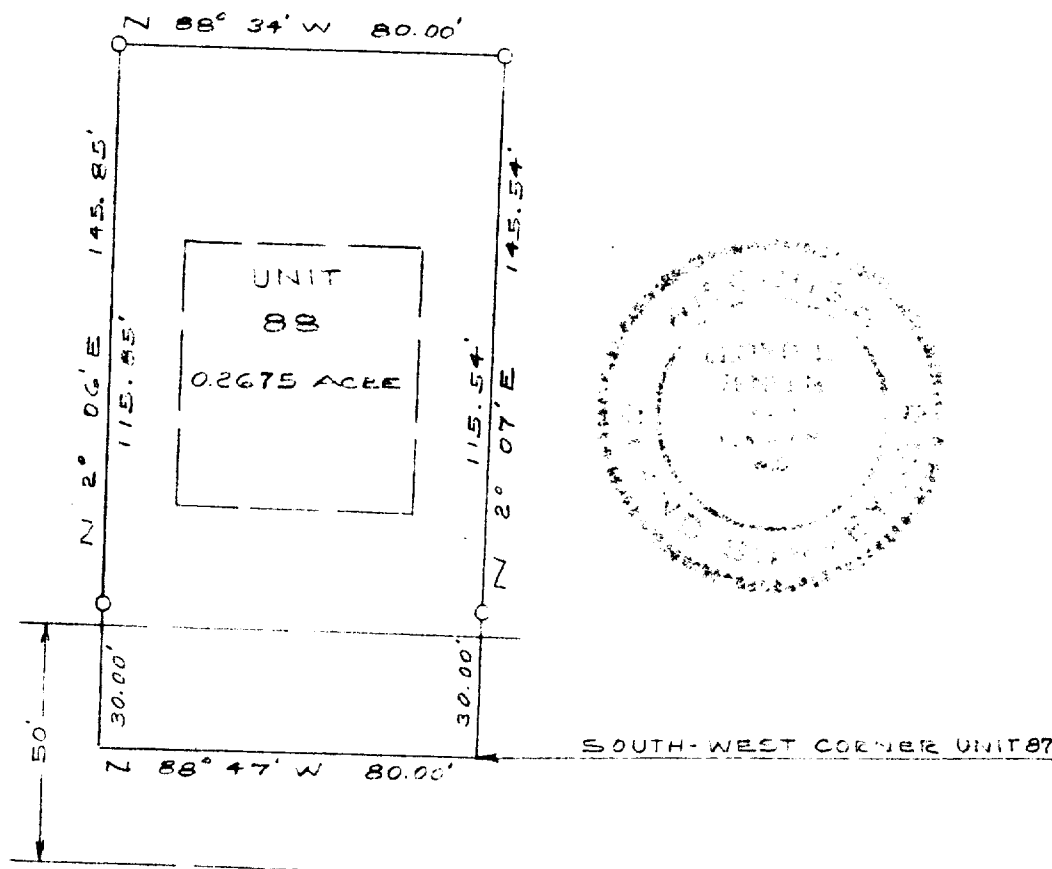 N 88° 34' W 80.00'
N 2° 06' E 145.85'
115.85'
145.54'
115.54'
N 2° 07' E
UNIT
88
0.2675 ACRE
30.00'
30.00'
50'
SOUTH-WEST CORNER UNIT 87
N 88° 47' W 80.00'